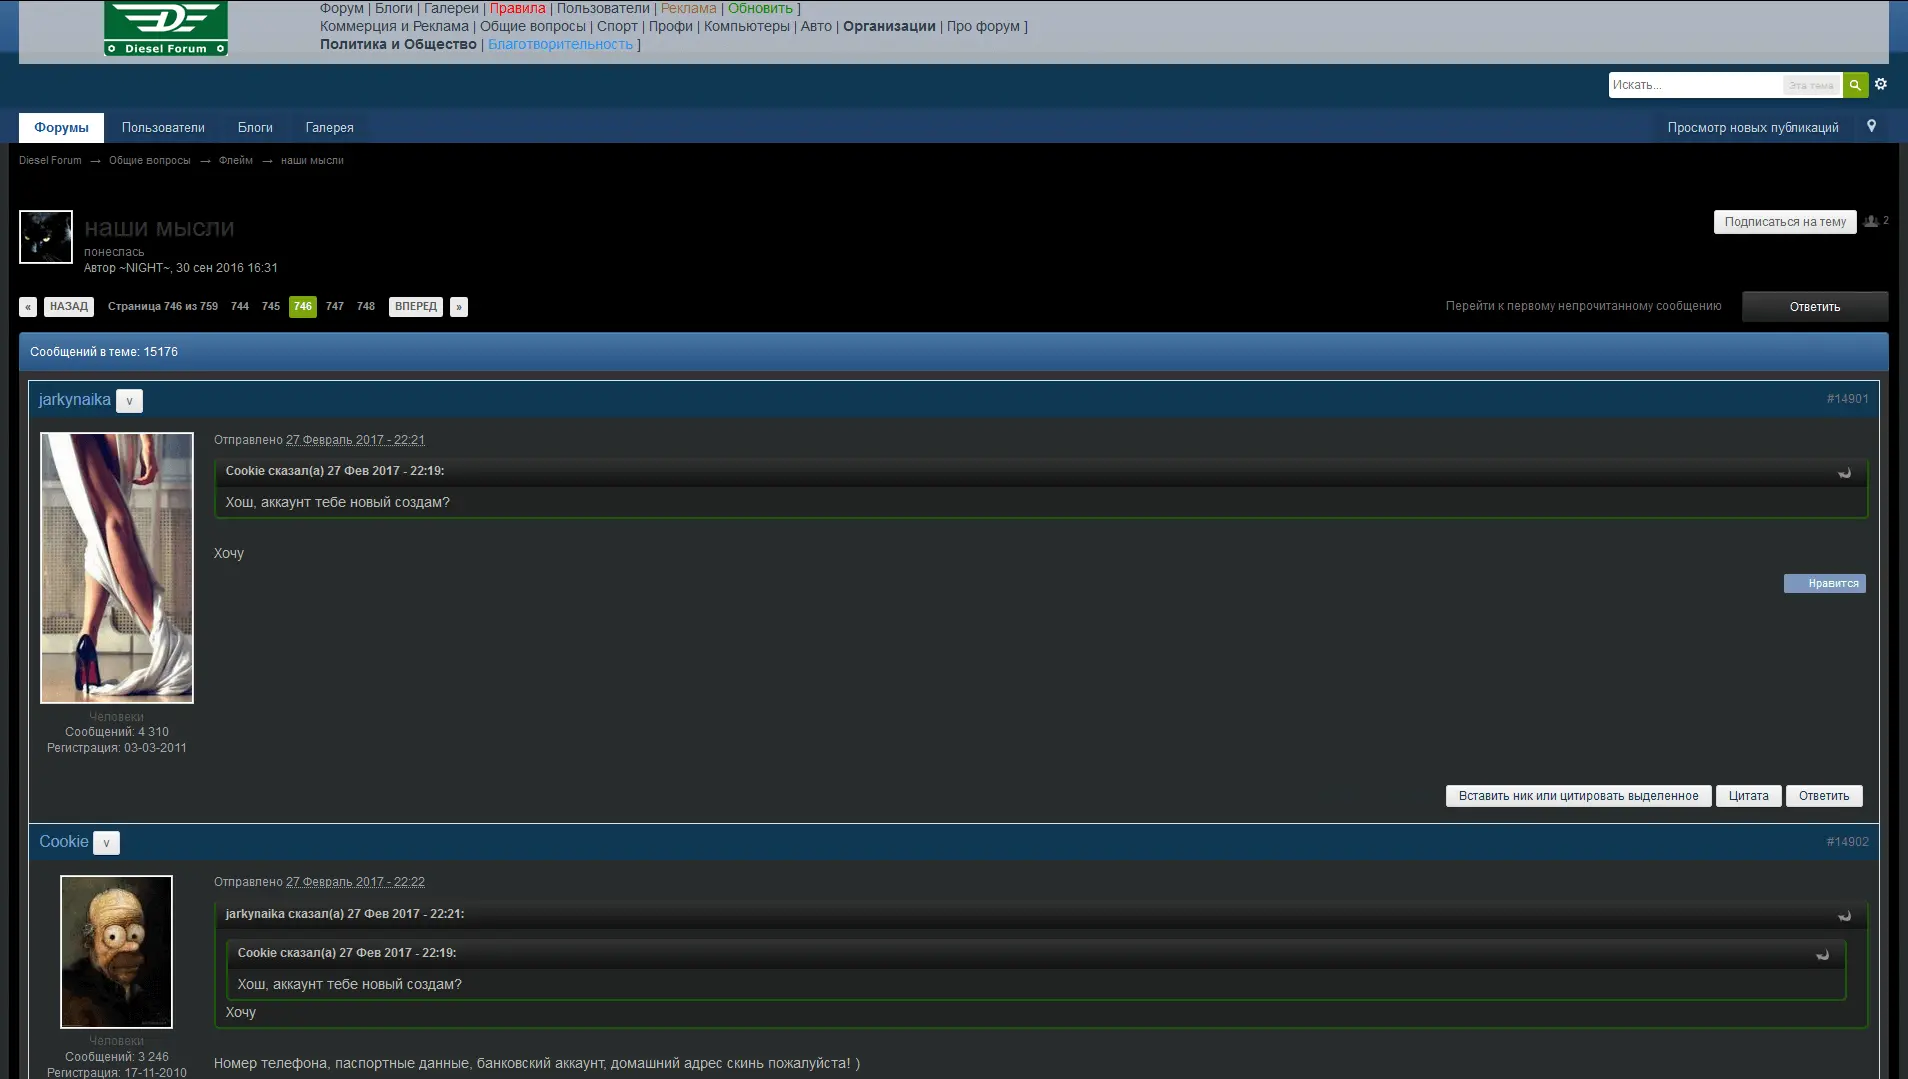 Diesel Forum
Форум | Блоги | Галереи | Правила | Пользователи | Реклама | Обновить ]
Коммерция и Реклама | Общие вопросы | Спорт | Профи | Компьютеры | Авто | Организации | Про форум ]
Политика и Общество | Благотворительность ]
Искать... Эта тема
Форумы Пользователи Блоги Галерея Просмотр новых публикаций
Diesel Forum → Общие вопросы → Флейм → наши мысли
наши мысли
Подписаться на тему 2
понеслась
Автор ~NIGHT~, 30 сен 2016 16:31
« НАЗАД Страница 746 из 759 744 745 746 747 748 ВПЕРЕД » Перейти к первому непрочитанному сообщению Ответить
Сообщений в теме: 15176
jarkynaika v #14901
Отправлено 27 Февраль 2017 - 22:21
Cookie сказал(а) 27 Фев 2017 - 22:19:
Хош, аккаунт тебе новый создам?
Хочу
Нравится
Человеки
Сообщений: 4 310
Регистрация: 03-03-2011
Вставить ник или цитировать выделенное Цитата Ответить
Cookie v #14902
Отправлено 27 Февраль 2017 - 22:22
jarkynaika сказал(а) 27 Фев 2017 - 22:21:
Cookie сказал(а) 27 Фев 2017 - 22:19:
Хош, аккаунт тебе новый создам?
Хочу
Человеки
Сообщений: 3 246
Регистрация: 17-11-2010
Номер телефона, паспортные данные, банковский аккаунт, домашний адрес скинь пожалуйста! )